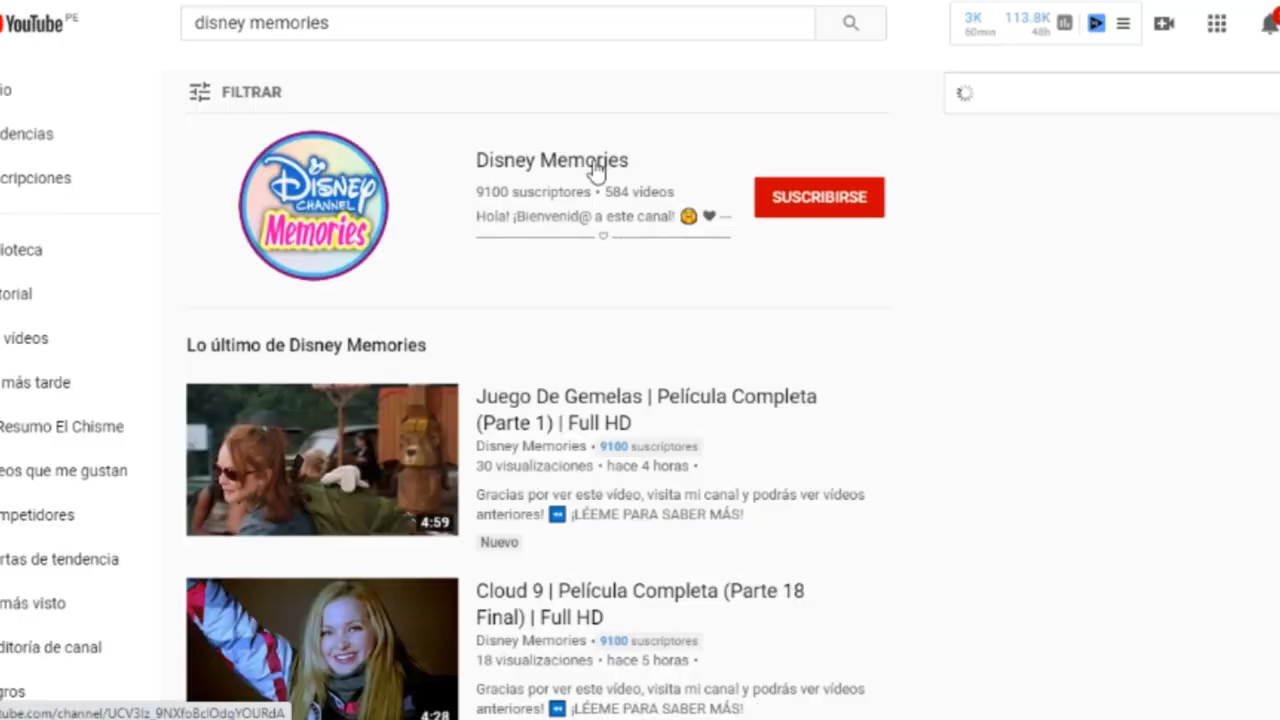 YouTube PE
disney memories
3K 113.8K
60min 48h
FILTRAR
Disney Memories
9100 suscriptores • 584 vídeos
Hola! ¡Bienvenid@ a este canal!
SUSCRIBIRSE
Disney
CHANNEL
Memories
io
dencias
cripciones
lioteca
torial
vídeos
más tarde
Resumo El Chisme
eos que me gustan
mpetidores
rtas de tendencia
más visto
ditoría de canal
gros
Lo último de Disney Memories
4:59
Juego De Gemelas | Película Completa
(Parte 1) | Full HD
Disney Memories • 9100 suscriptores
30 visualizaciones • hace 4 horas •
Gracias por ver este vídeo, visita mi canal y podrás ver vídeos
anteriores! ⏪ ¡LÉEME PARA SABER MÁS!
Nuevo
4:28
Cloud 9 | Película Completa (Parte 18
Final) | Full HD
Disney Memories • 9100 suscriptores
18 visualizaciones • hace 5 horas •
Gracias por ver este vídeo, visita mi canal y podrás ver vídeos
anteriores! ⏪ ¡LÉEME PARA SABER MÁS!